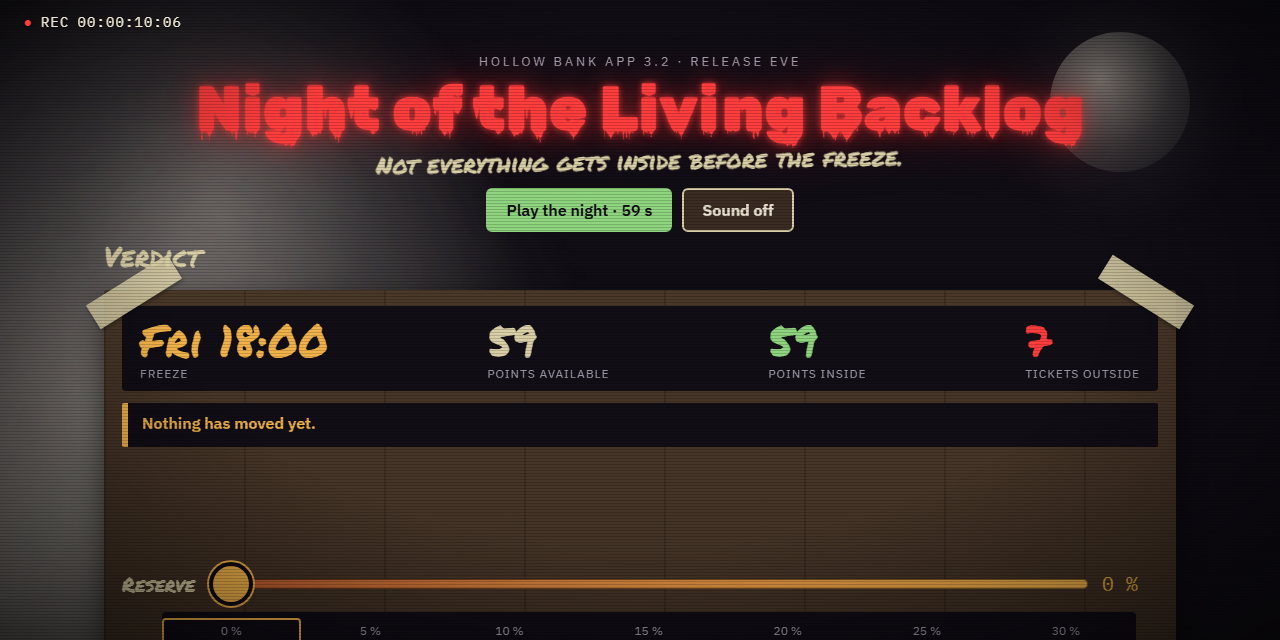 REC 00:00:10:06
HOLLOW BANK APP 3.2 · RELEASE EVE
Night of the Living Backlog
Not everything gets inside before the freeze.
Play the night · 59 s
Sound off
Verdict
Fri 18:00
FREEZE
59
POINTS AVAILABLE
59
POINTS INSIDE
7
TICKETS OUTSIDE
Nothing has moved yet.
Reserve
0 %
0 %
5 %
10 %
15 %
20 %
25 %
30 %